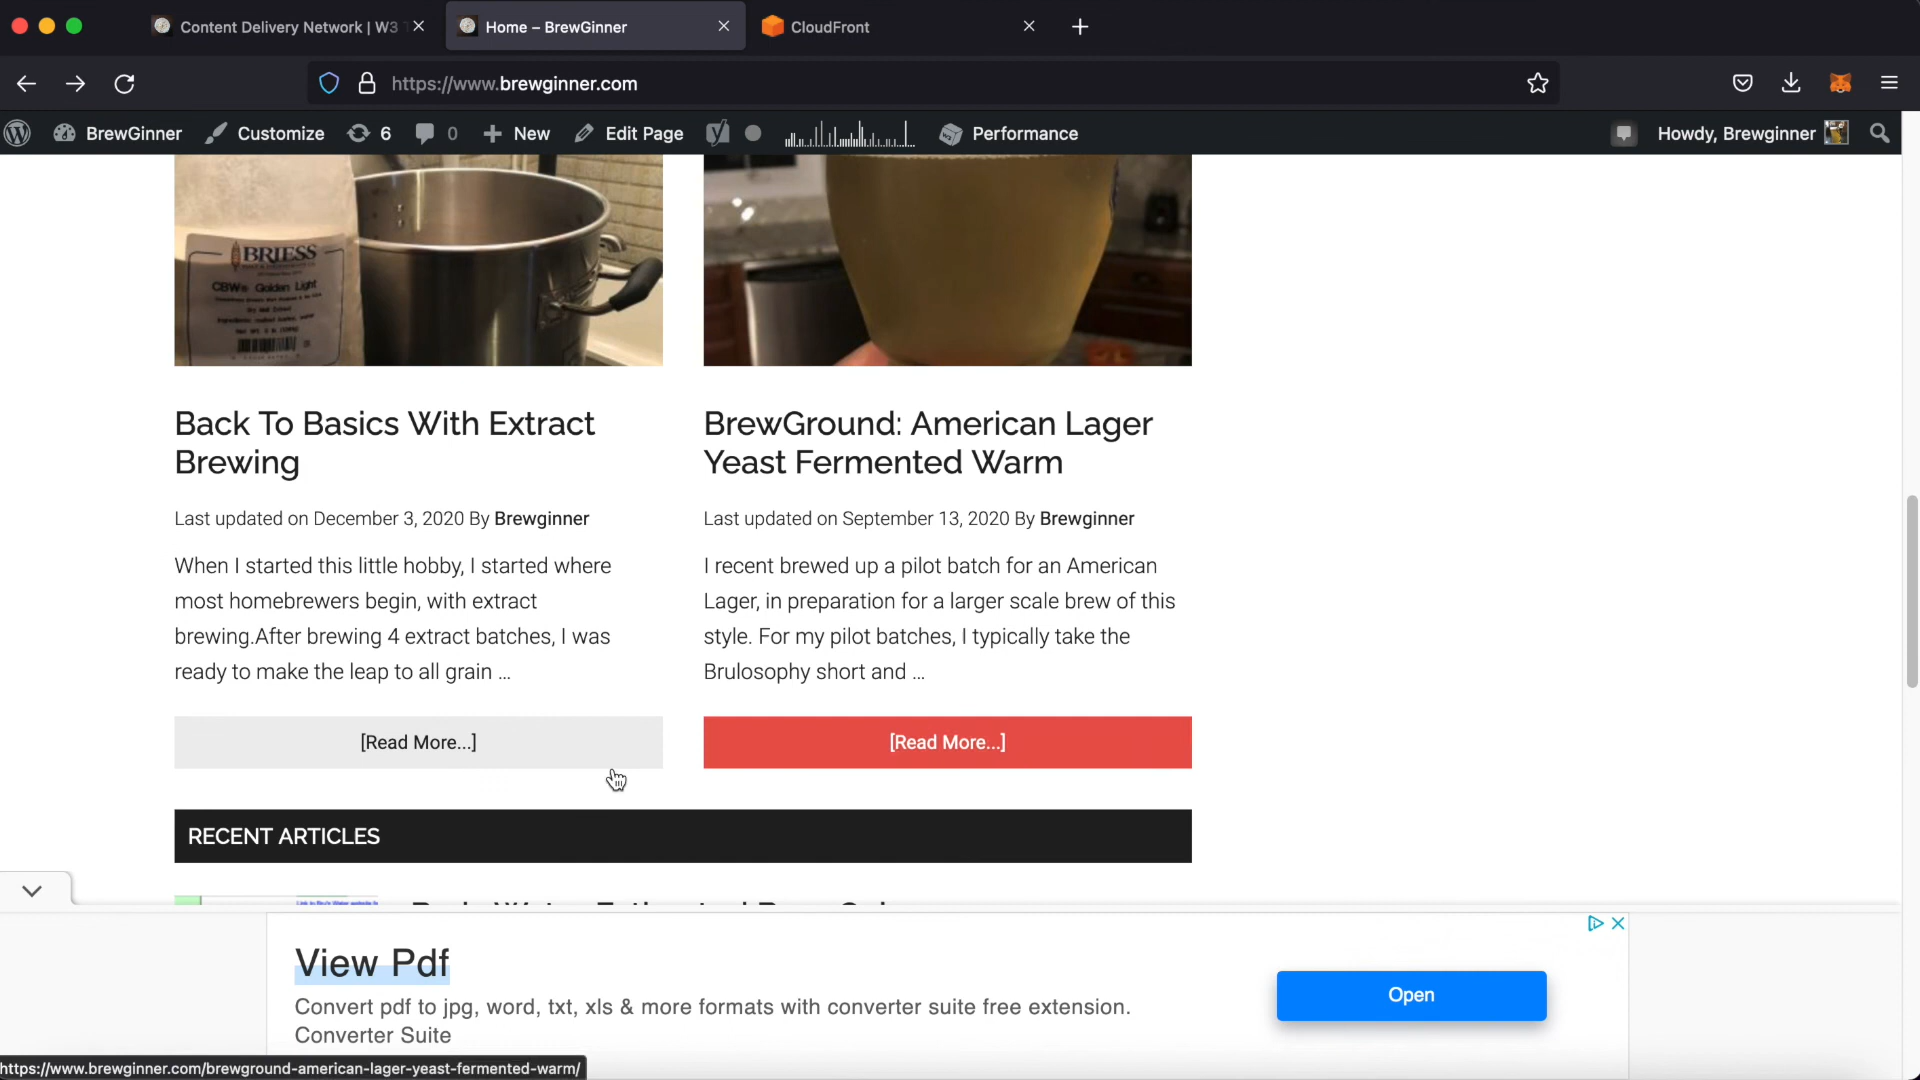 Content Delivery Network | W3 T
Home – BrewGinner
CloudFront
https://www.brewginner.com
BrewGinner
Customize
6
0
New
Edit Page
Performance
Howdy, Brewginner
BRIESS
CBW® Golden Light
Back To Basics With Extract
Brewing
Last updated on December 3, 2020 By Brewginner
When I started this little hobby, I started where
most homebrewers begin, with extract
brewing.After brewing 4 extract batches, I was
ready to make the leap to all grain ...
[Read More...]
BrewGround: American Lager
Yeast Fermented Warm
Last updated on September 13, 2020 By Brewginner
I recent brewed up a pilot batch for an American
Lager, in preparation for a larger scale brew of this
style. For my pilot batches, I typically take the
Brulosophy short and ...
[Read More...]
RECENT ARTICLES
View Pdf
Convert pdf to jpg, word, txt, xls & more formats with converter suite free extension.
Converter Suite
Open
https://www.brewginner.com/brewground-american-lager-yeast-fermented-warm/